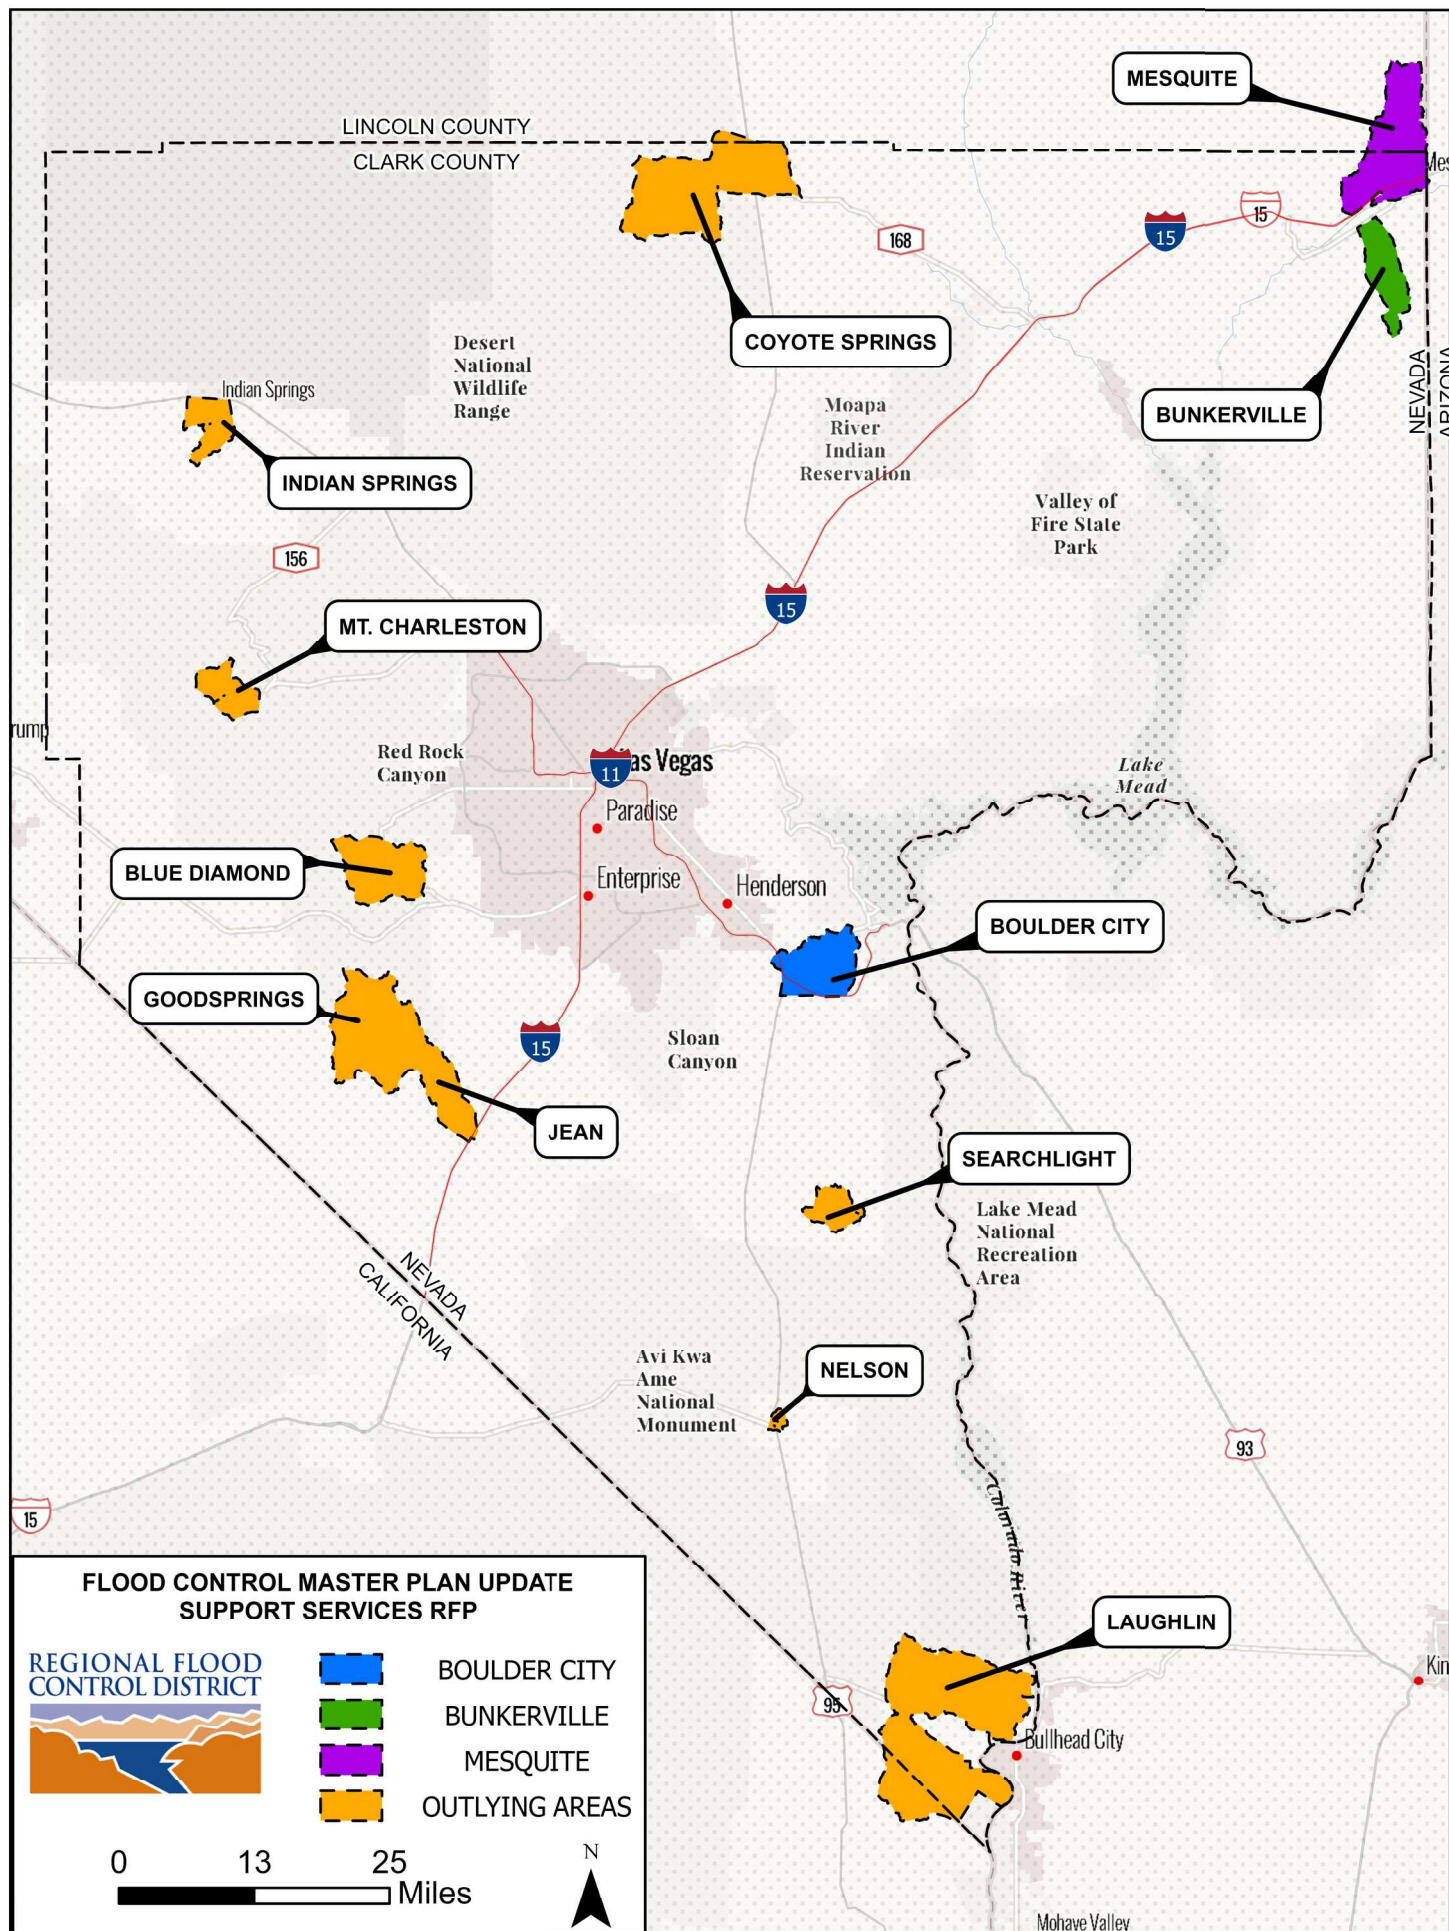 MESQUITE
LINCOLN COUNTY
CLARK COUNTY
15
15
168
COYOTE SPRINGS
Desert
National
Wildlife
Range
Indian Springs
NEVADA
ARIZONA
BUNKERVILLE
Moapa
River
Indian
Reservation
INDIAN SPRINGS
Valley of
Fire State
Park
156
15
MT. CHARLESTON
rump
Red Rock
Canyon
11
as Vegas
Lake
Mead
Paradise
BLUE DIAMOND
Enterprise
Henderson
BOULDER CITY
GOODSPRINGS
15
Sloan
Canyon
JEAN
SEARCHLIGHT
Lake Mead
National
Recreation
Area
NEVADA
CALIFORNIA
Avi Kwa
Ame
National
Monument
NELSON
93
15
Colorado River
FLOOD CONTROL MASTER PLAN UPDATE
SUPPORT SERVICES RFP
REGIONAL FLOOD
CONTROL DISTRICT
BOULDER CITY
BUNKERVILLE
MESQUITE
OUTLYING AREAS
0 13 25
Miles
N
LAUGHLIN
95
Kin
Bullhead City
Mohave Valley